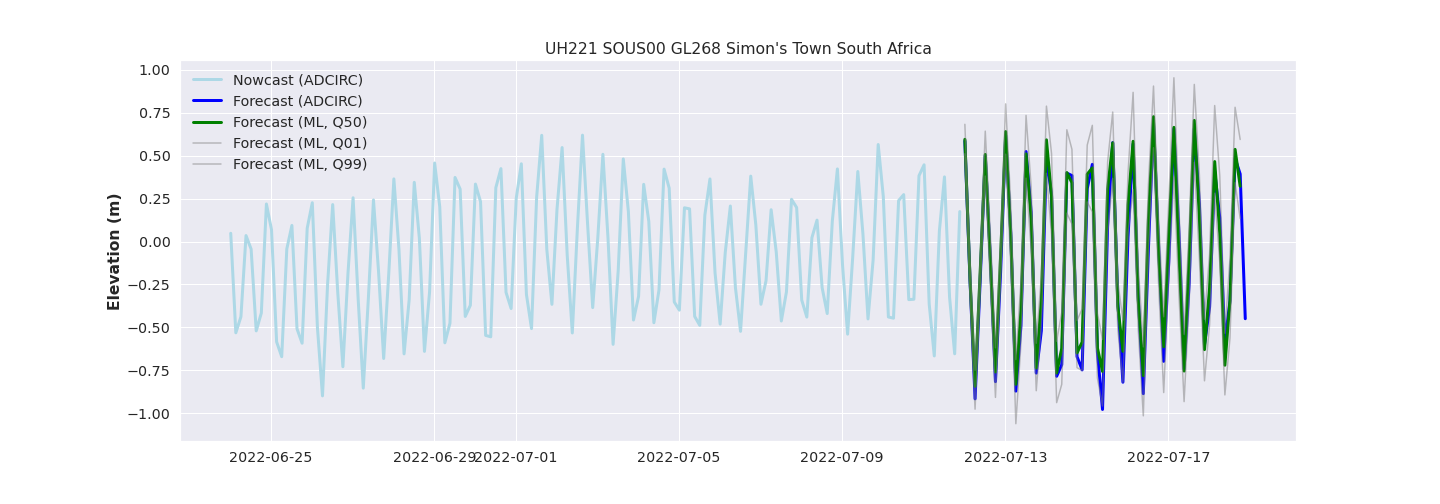 UH221 SOUS00 GL268 Simon's Town South Africa
1.00
0.75
0.50
0.25
0.00
−0.25
−0.50
−0.75
−1.00
Elevation (m)
Nowcast (ADCIRC)
Forecast (ADCIRC)
Forecast (ML, Q50)
Forecast (ML, Q01)
Forecast (ML, Q99)
2022-06-25
2022-06-29
2022-07-01
2022-07-05
2022-07-09
2022-07-13
2022-07-17